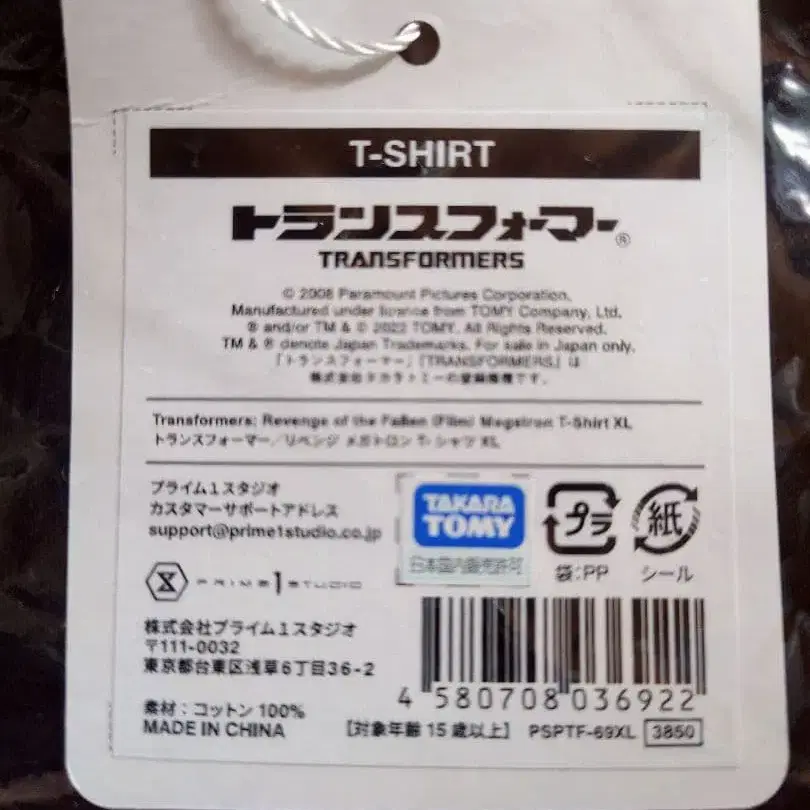 T-SHIRT
トランスフォーマー®
TRANSFORMERS
© 2008 Paramount Pictures Corporation.
Manufactured under licence from TOMY Company, Ltd.
® and/or TM & © 2022 TOMY. All Rights Reserved.
TM & ® denote Japan Trademarks. For sale in Japan only.
「トランスフォーマー」「TRANSFORMERS」は
株式会社タカラトミーの登録商標です。
Transformers: Revenge of the Fallen (Film) Megatron T-Shirt XL
トランスフォーマー/リベンジ メガトロン T-シャツ XL
プライム1スタジオ
カスタマーサポートアドレス
support@prime1studio.co.jp
TAKARA
TOMY
日本国内販売許可
プラ
袋:PP
紙
シール
PRIME 1 STUDIO
株式会社プライム1スタジオ
〒111-0032
東京都台東区浅草6丁目36-2
素材:コットン 100%
MADE IN CHINA
4 580708 036922
[対象年齢 15歳以上] PSPTF-69XL 3850